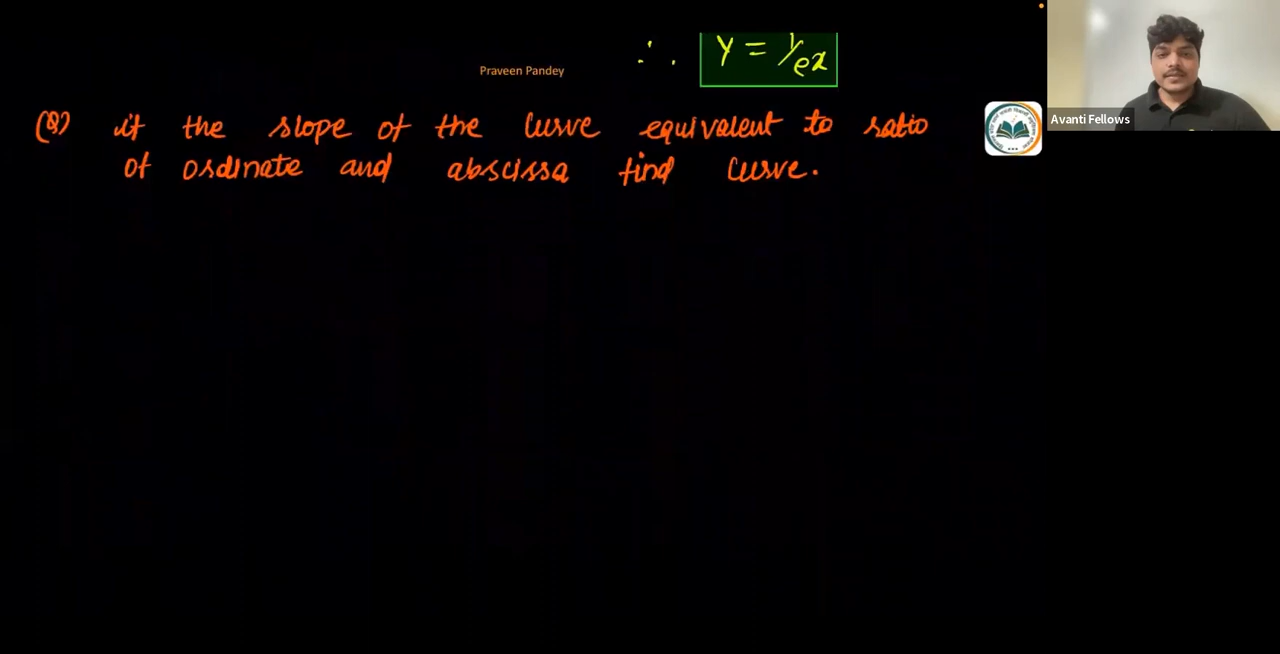 ∴ y = 1/ex
Praveen Pandey
(Q) if the slope of the curve equivalent to ratio
of ordinate and abscissa find curve.
Avanti Fellows